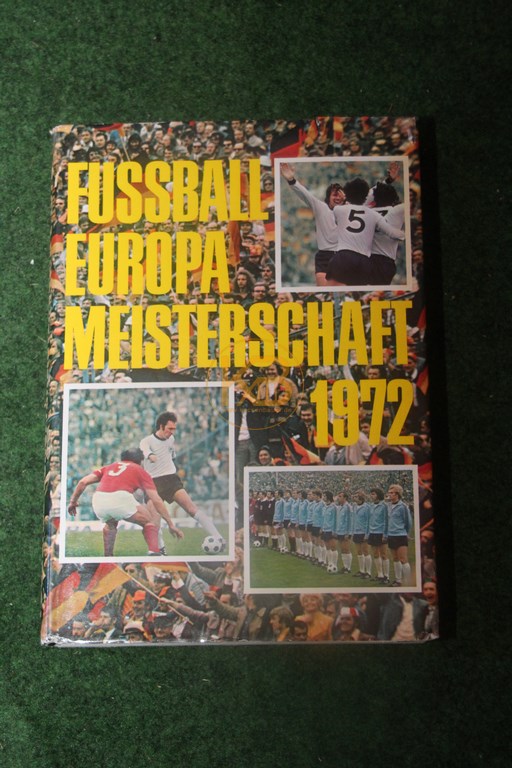 FUSSBALL
EUROPA
MEISTERSCHAFT
1972
5
3